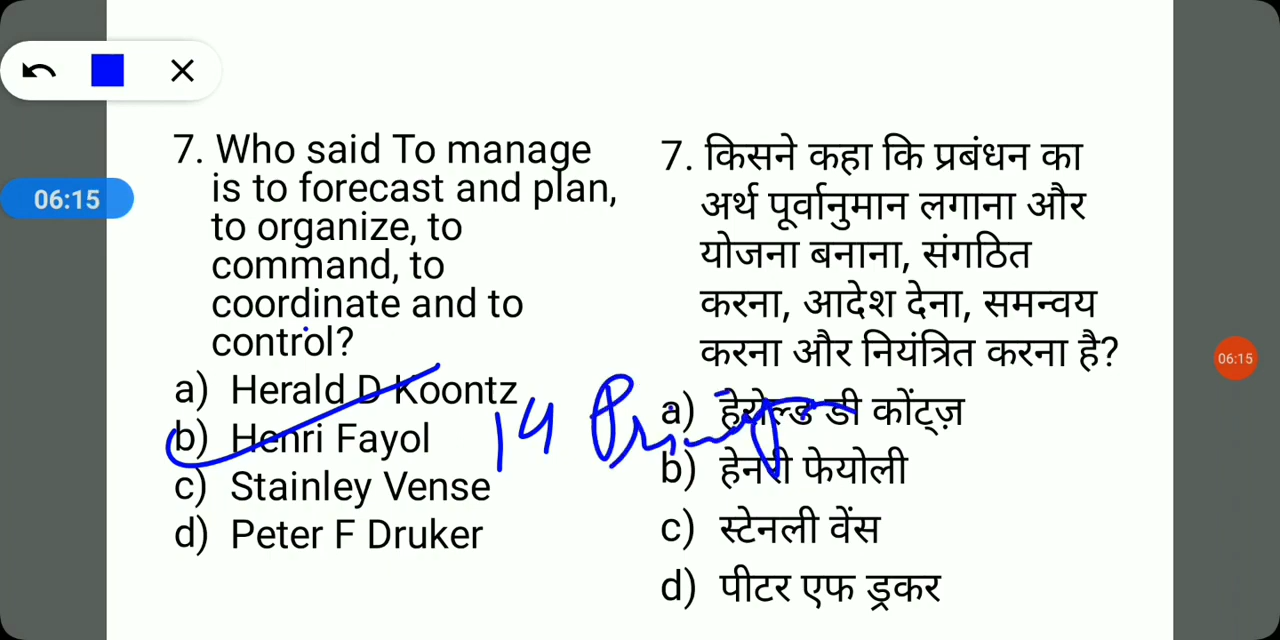 7. Who said To manage
is to forecast and plan,
to organize, to
command, to
coordinate and to
control?
a) Herald D Koontz
b) Henri Fayol
c) Stainley Vense
d) Peter F Druker
14
7. किसने कहा कि प्रबंधन का
अर्थ पूर्वानुमान लगाना और
योजना बनाना, संगठित
करना, आदेश देना, समन्वय
करना और नियंत्रित करना है?
a) हेरोल्ड डी कोंट्ज़
b) हेनरी फेयोली
c) स्टेनली वेंस
d) पीटर एफ ड्रकर
06:15
06:15